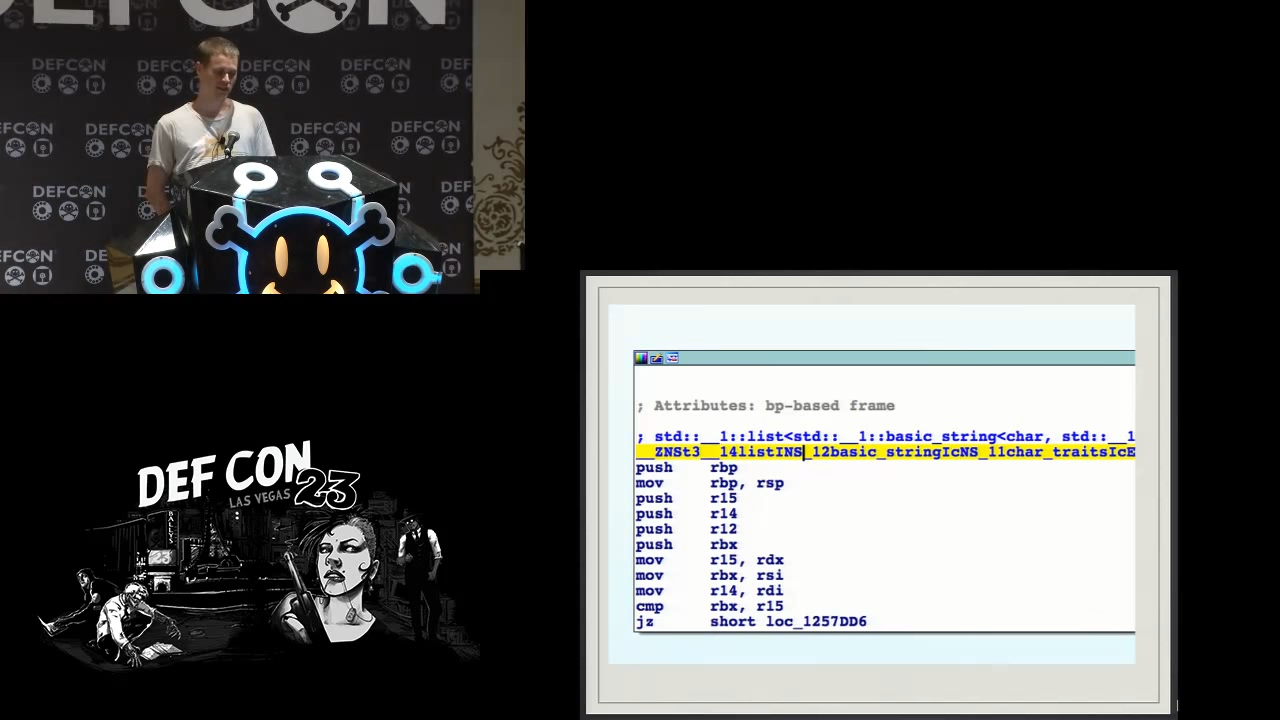 DEFCON
DEFCON
DEFCON
DEFCON
DEFCON
DEFCON
DEFCON
DEFCON
DEFCON
DEFCON
DEFCON
DEF CON
LAS VEGAS 23
BALLYS
; Attributes: bp-based frame
; std::__1::list<std::__1::basic_string<char, std::__1
__ZNSt3__14listINS_12basic_stringIcNS_11char_traitsIcE
push rbp
mov rbp, rsp
push r15
push r14
push r12
push rbx
mov r15, rdx
mov rbx, rsi
mov r14, rdi
cmp rbx, r15
jz short loc_1257DD6